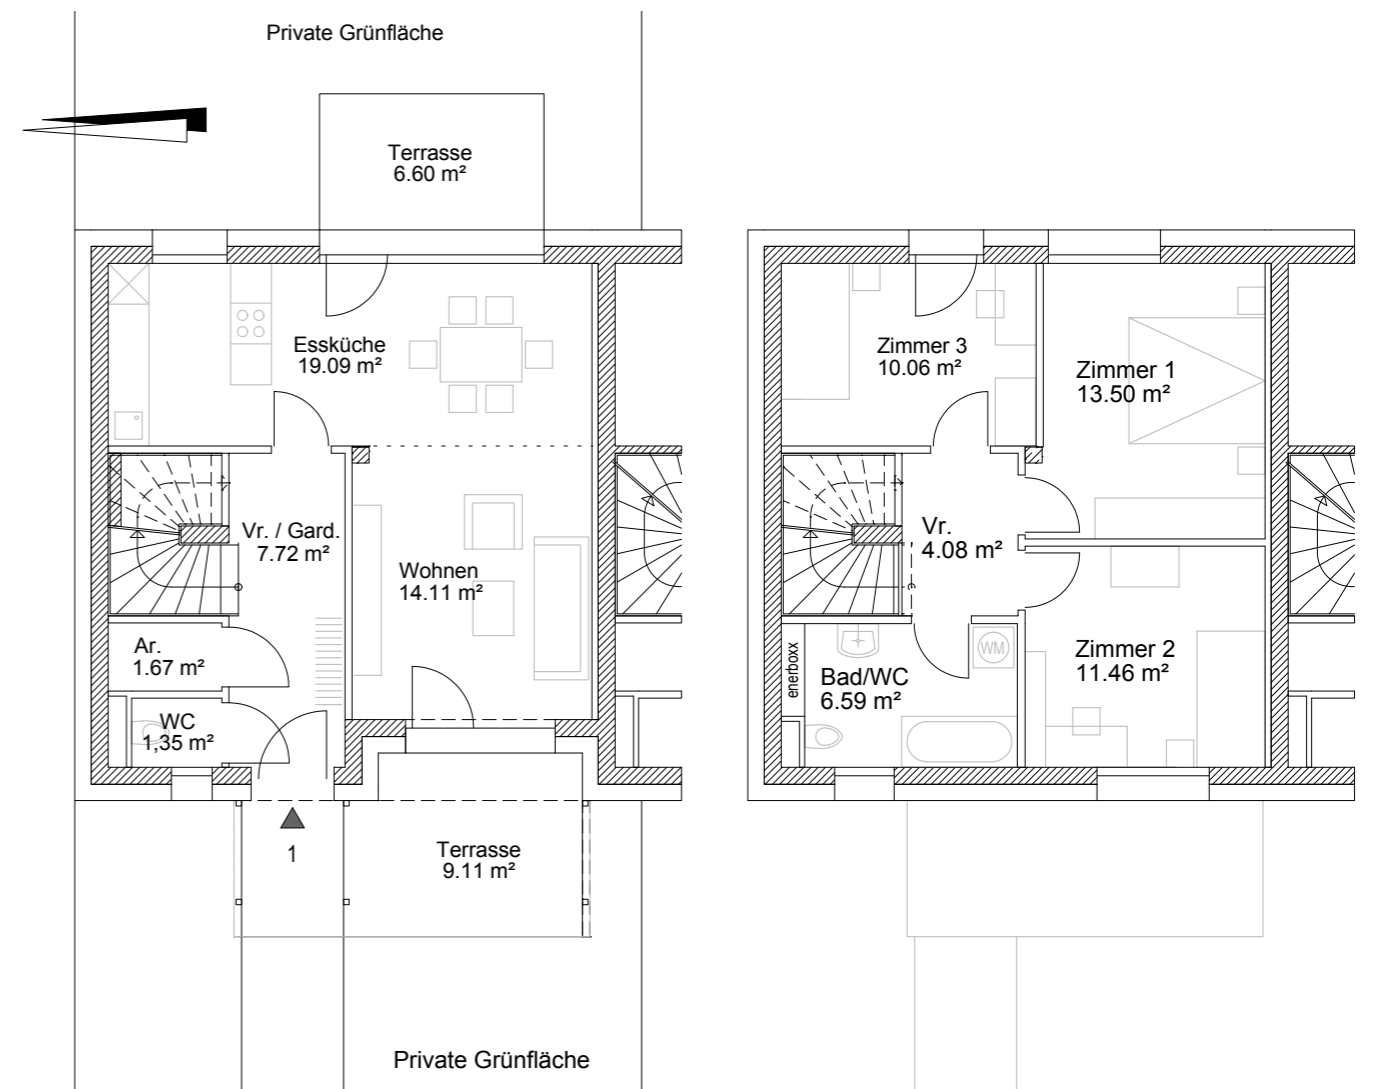 Private Grünfläche
Terrasse
6.60 m²
Essküche
19.09 m²
Vr. / Gard.
7.72 m²
Wohnen
14.11 m²
Ar.
1.67 m²
WC
1,35 m²
1
Terrasse
9.11 m²
Private Grünfläche
Zimmer 3
10.06 m²
Zimmer 1
13.50 m²
Vr.
4.08 m²
enerboxx
Bad/WC
6.59 m²
WM
Zimmer 2
11.46 m²